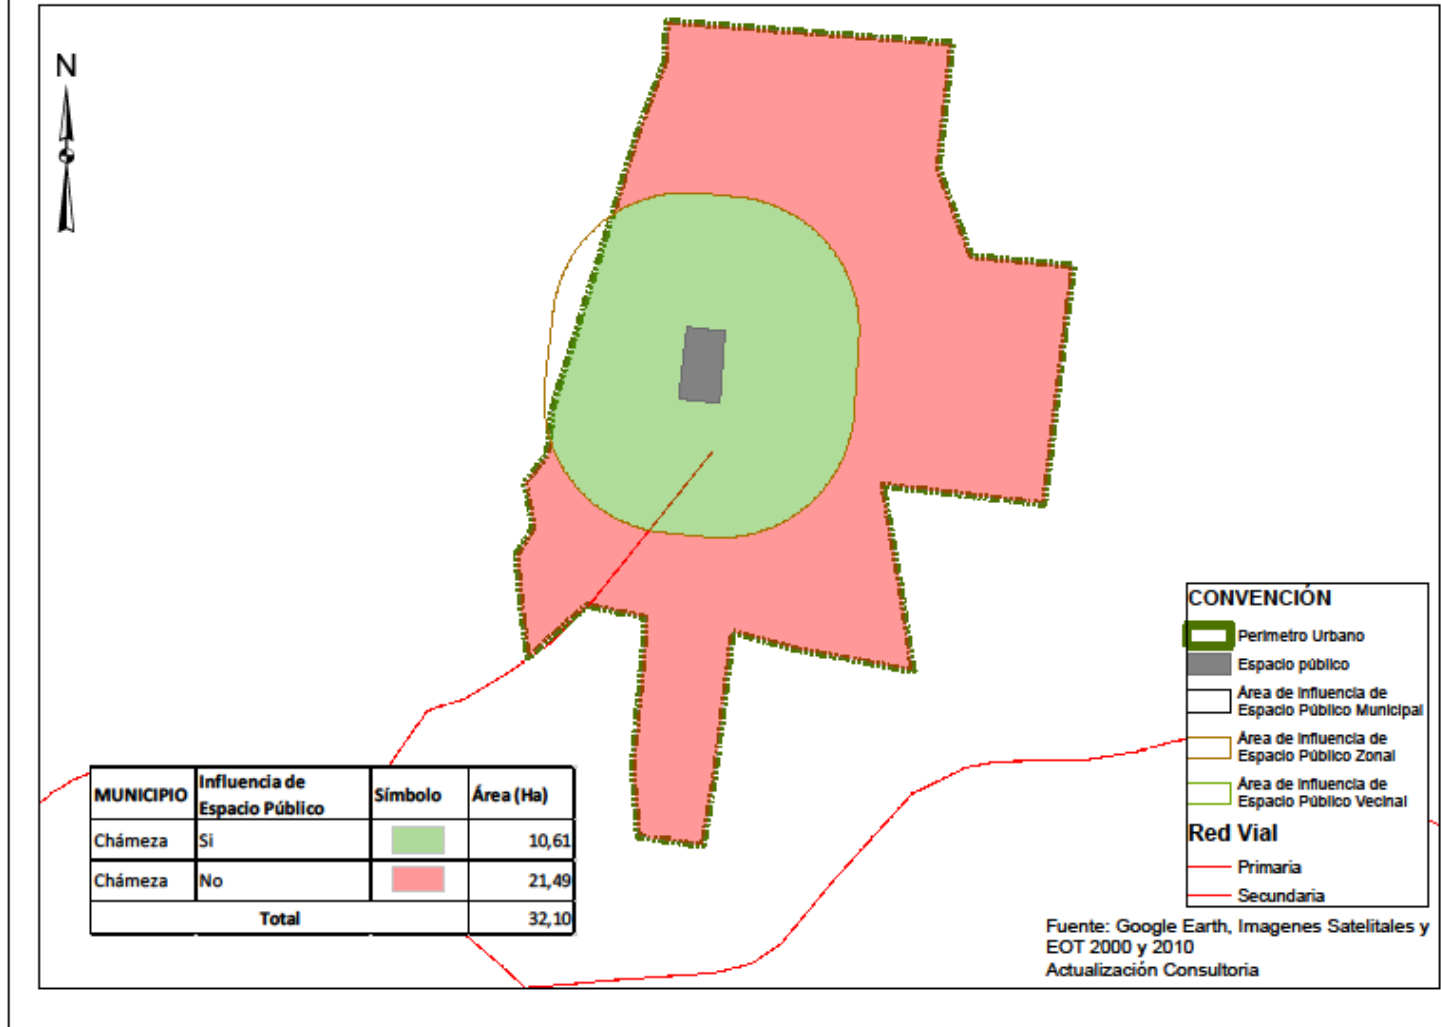 N
CONVENCIÓN
Perimetro Urbano
Espacio público
Área de Influencia de
Espacio Público Municipal
Área de Influencia de
Espacio Público Zonal
Área de Influencia de
Espacio Público Vecinal
Red Vial
Primaria
Secundaria
MUNICIPIO Influencia de Espacio Público Símbolo Área (Ha)
Chámeza Si 10,61
Chámeza No 21,49
Total 32,10
Fuente: Google Earth, Imagenes Satelitales y
EOT 2000 y 2010
Actualización Consultoria